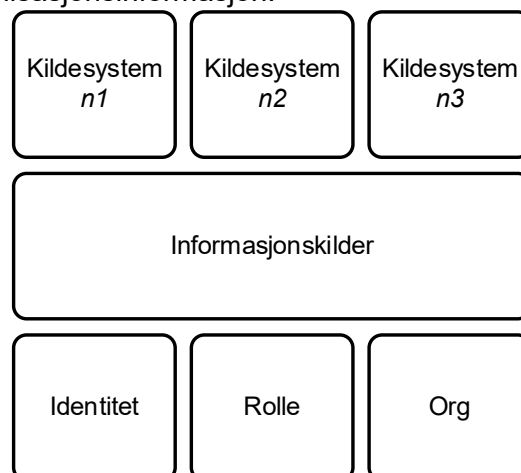 Kildesystem Kildesystem Kildesystem
n1 n2 n3
Informasjonskilder
Identitet Rolle Org